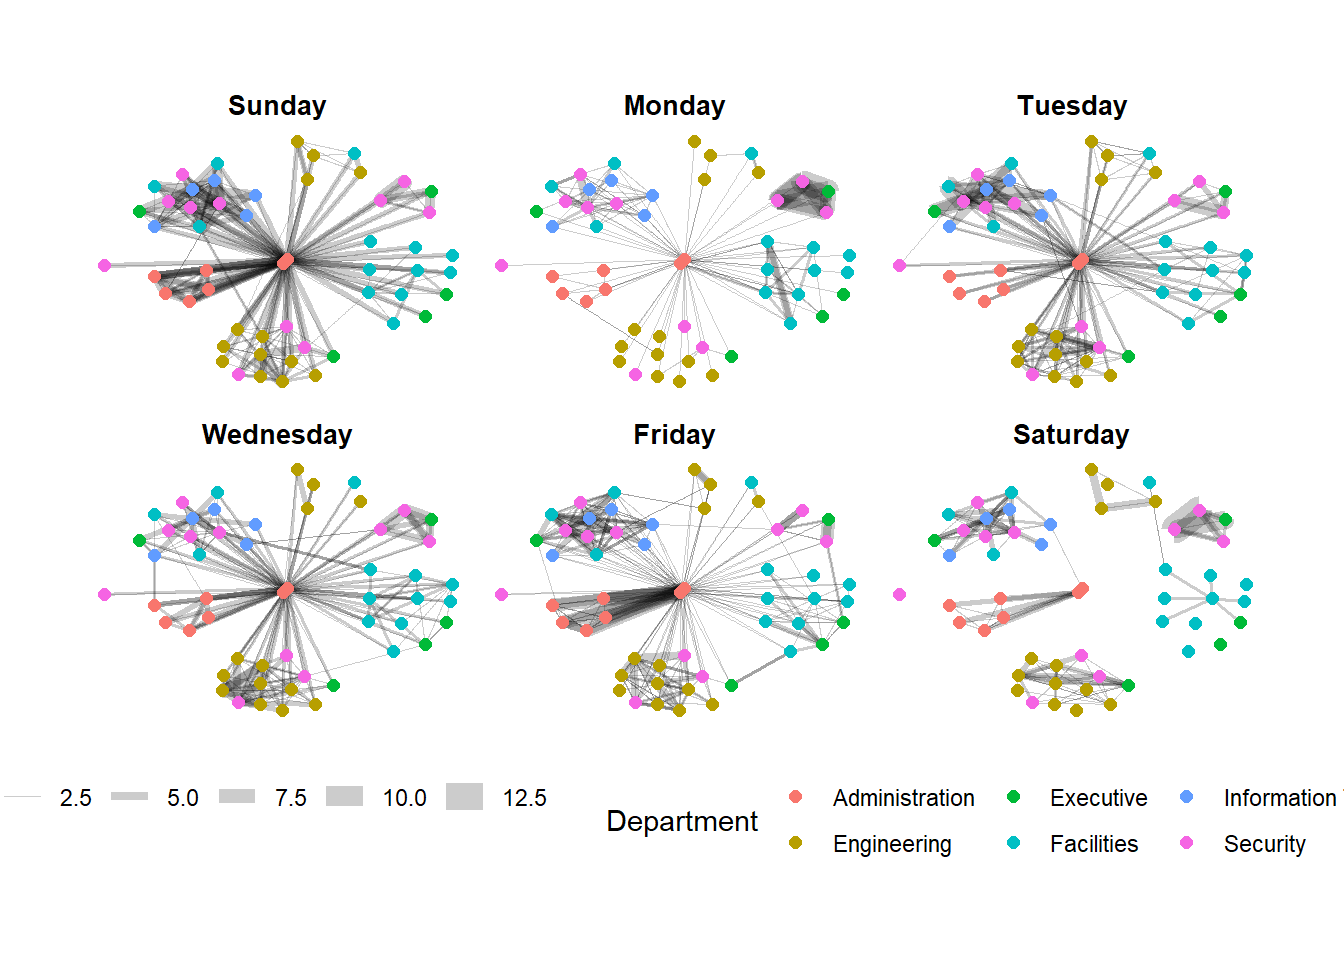 Sunday Monday Tuesday
Wednesday Friday Saturday
2.5 5.0 7.5 10.0 12.5
Department
Administration Executive Information
Engineering Facilities Security